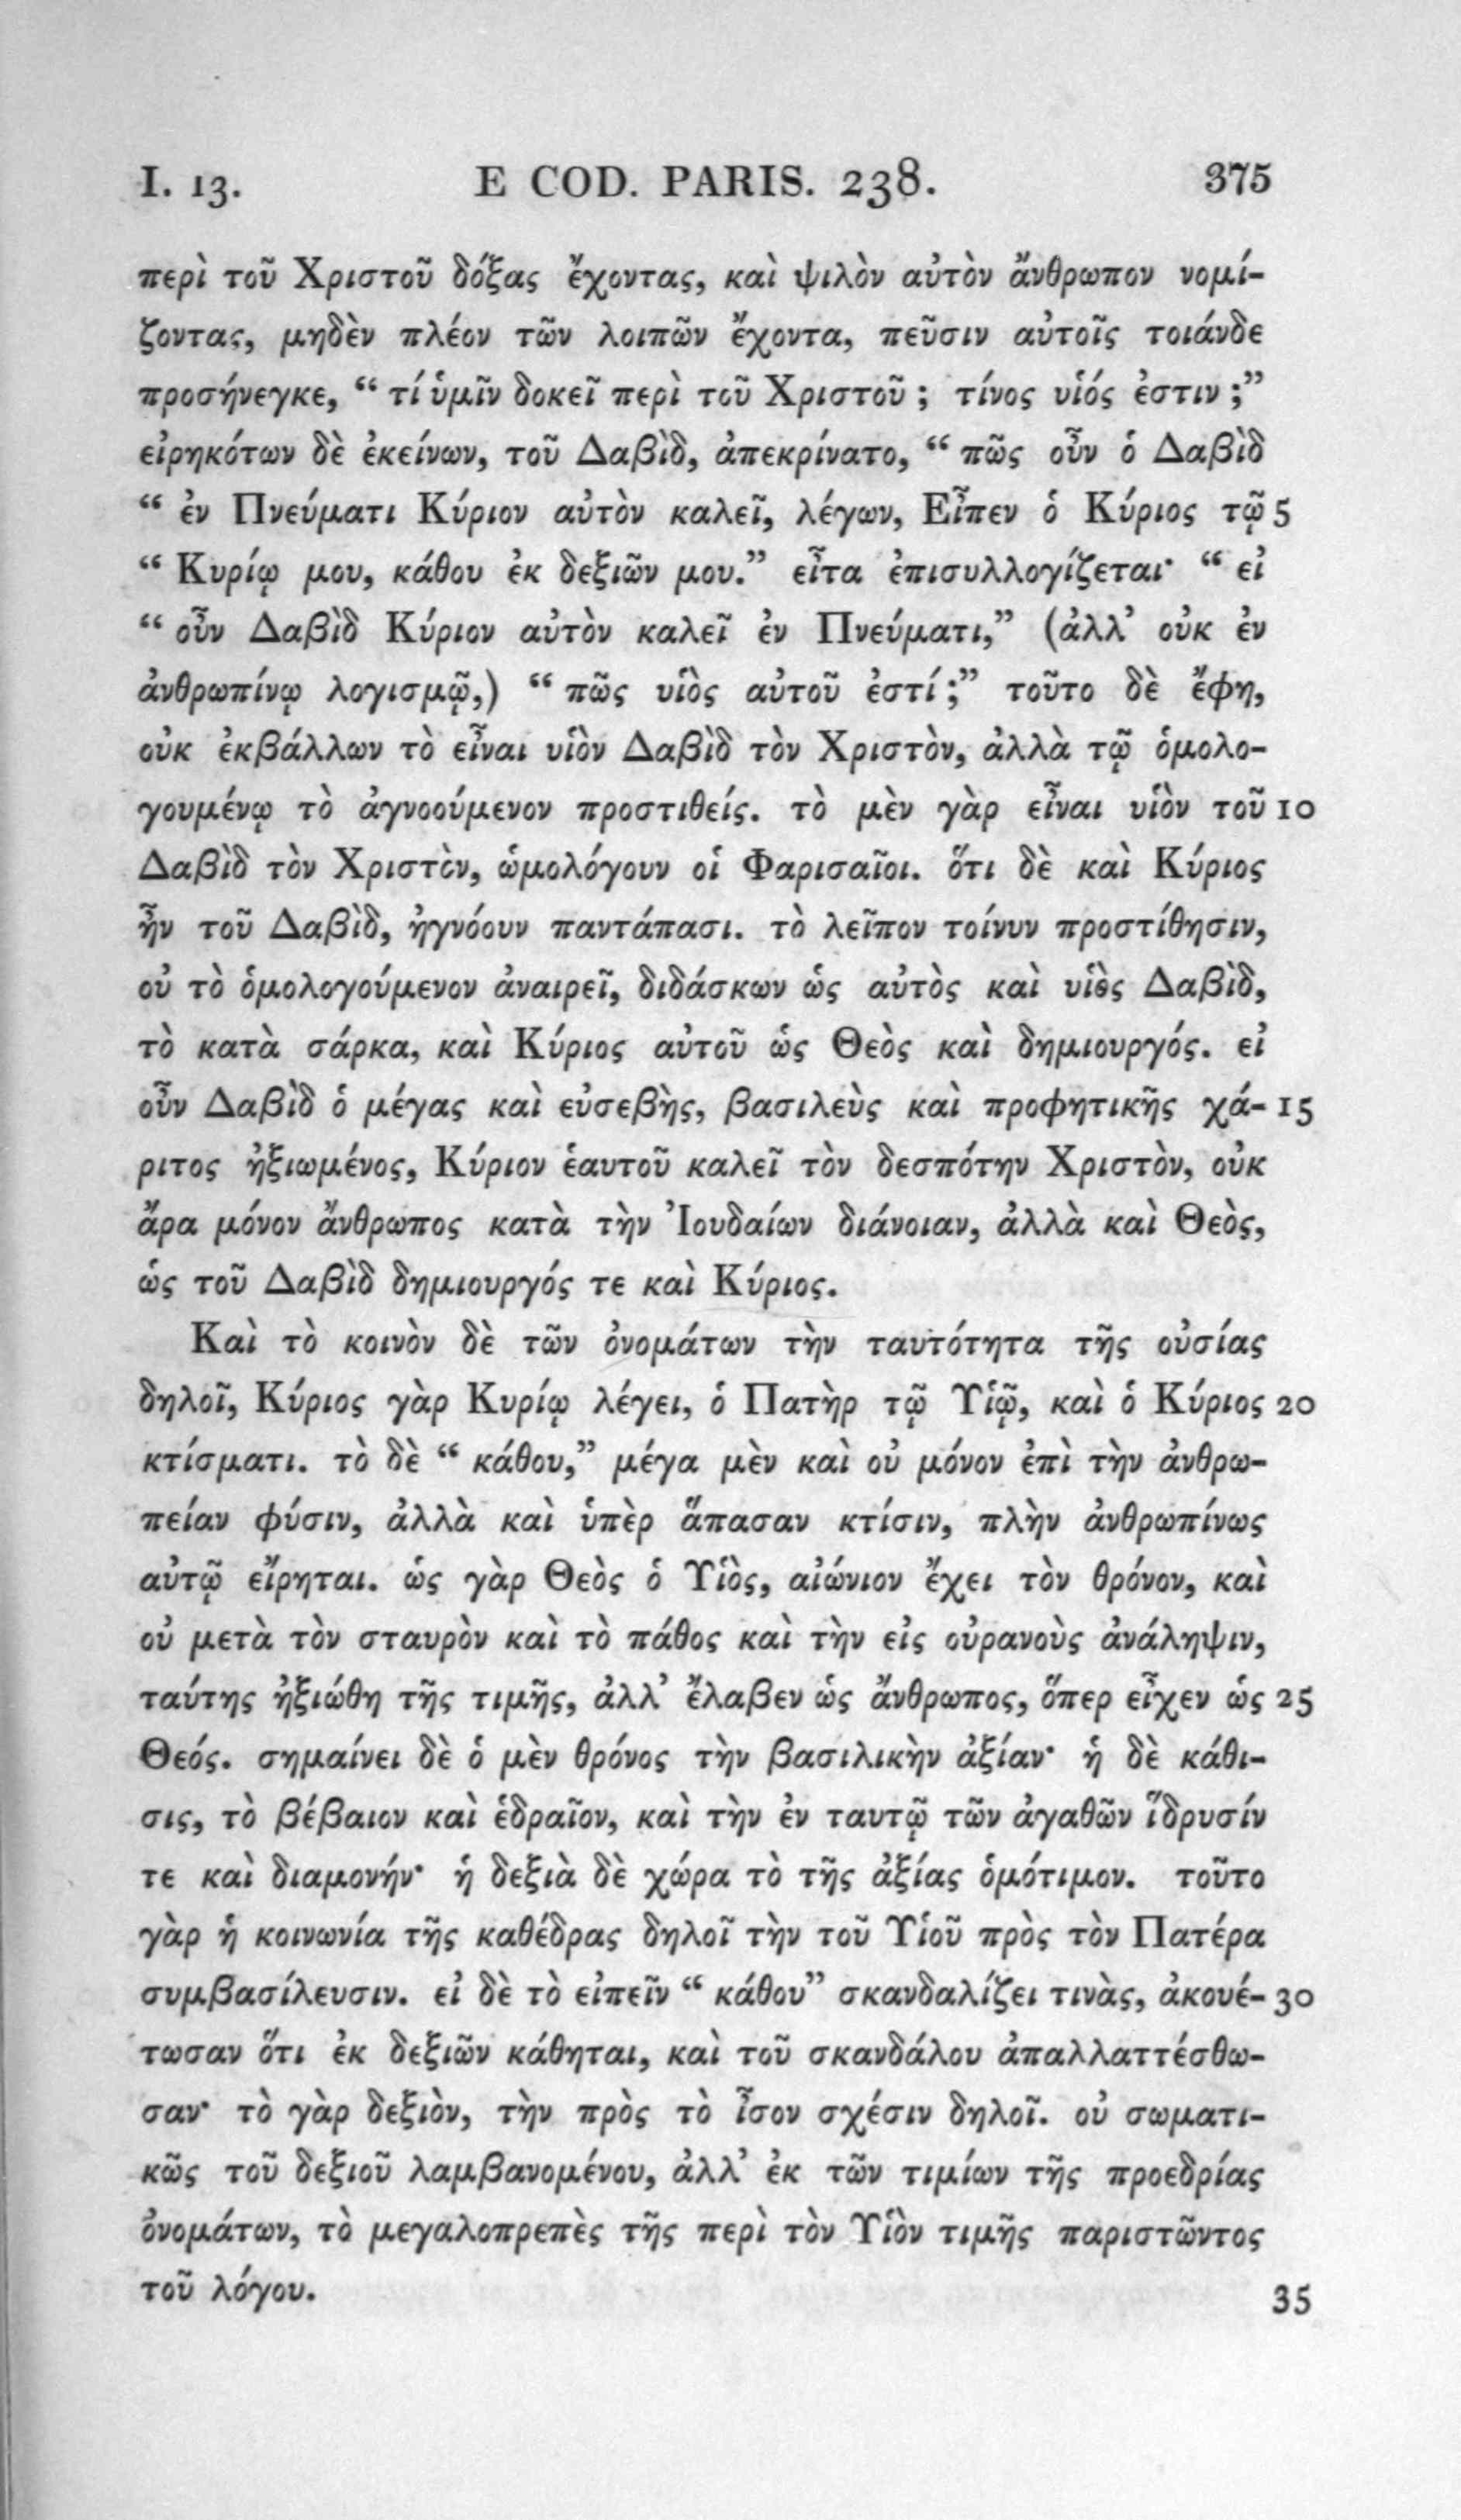 I. 13. E COD. PARIS. 238. 375
περὶ τοῦ Χριστοῦ δόξας ἔχοντας, καὶ ψιλὸν αὐτὸν ἄνθρωπον νομί-
ζοντας, μηδὲν πλέον τῶν λοιπῶν ἔχοντα, πεῦσιν αὐτοῖς τοιάνδε
προσήνεγκε, “ τί ὑμῖν δοκεῖ περὶ τοῦ Χριστοῦ ; τίνος υἱός ἐστιν ;”
εἰρηκότων δὲ ἐκείνων, τοῦ Δαβὶδ, ἀπεκρίνατο, “ πῶς οὖν ὁ Δαβὶδ
“ ἐν Πνεύματι Κύριον αὐτὸν καλεῖ, λέγων, Εἶπεν ὁ Κύριος τῷ 5
“ Κυρίῳ μου, κάθου ἐκ δεξιῶν μου.” εἶτα ἐπισυλλογίζεται· “ εἰ
“ οὖν Δαβὶδ Κύριον αὐτὸν καλεῖ ἐν Πνεύματι,” (ἀλλ’ οὐκ ἐν
ἀνθρωπίνῳ λογισμῷ,) “ πῶς υἱὸς αὐτοῦ ἐστί ;” τοῦτο δὲ ἔφη,
οὐκ ἐκβάλλων τὸ εἶναι υἱὸν Δαβὶδ τὸν Χριστὸν, ἀλλὰ τῷ ὁμολο-
γουμένῳ τὸ ἀγνοούμενον προστιθείς. τὸ μὲν γὰρ εἶναι υἱὸν τοῦ 10
Δαβὶδ τὸν Χριστὸν, ὡμολόγουν οἱ Φαρισαῖοι. ὅτι δὲ καὶ Κύριος
ἦν τοῦ Δαβὶδ, ἠγνόουν παντάπασι. τὸ λεῖπον τοίνυν προστίθησιν,
οὐ τὸ ὁμολογούμενον ἀναιρεῖ, διδάσκων ὡς αὐτὸς καὶ υἱὸς Δαβὶδ,
τὸ κατὰ σάρκα, καὶ Κύριος αὐτοῦ ὡς Θεὸς καὶ δημιουργός. εἰ
οὖν Δαβὶδ ὁ μέγας καὶ εὐσεβὴς, βασιλεὺς καὶ προφητικῆς χά- 15
ριτος ἠξιωμένος, Κύριον ἑαυτοῦ καλεῖ τὸν δεσπότην Χριστὸν, οὐκ
ἄρα μόνον ἄνθρωπος κατὰ τὴν Ἰουδαίων διάνοιαν, ἀλλὰ καὶ Θεὸς,
ὡς τοῦ Δαβὶδ δημιουργός τε καὶ Κύριος.
Καὶ τὸ κοινὸν δὲ τῶν ὀνομάτων τὴν ταυτότητα τῆς οὐσίας
δηλοῖ, Κύριος γὰρ Κυρίῳ λέγει, ὁ Πατὴρ τῷ Υἱῷ, καὶ ὁ Κύριος 20
κτίσματι. τὸ δὲ “ κάθου,” μέγα μὲν καὶ οὐ μόνον ἐπὶ τὴν ἀνθρω-
πείαν φύσιν, ἀλλὰ καὶ ὑπὲρ ἅπασαν κτίσιν, πλὴν ἀνθρωπίνως
αὐτῷ εἴρηται. ὡς γὰρ Θεὸς ὁ Υἱὸς, αἰώνιον ἔχει τὸν θρόνον, καὶ
οὐ μετὰ τὸν σταυρὸν καὶ τὸ πάθος καὶ τὴν εἰς οὐρανοὺς ἀνάληψιν,
ταύτης ἠξιώθη τῆς τιμῆς, ἀλλ’ ἔλαβεν ὡς ἄνθρωπος, ὅπερ εἶχεν ὡς 25
Θεός. σημαίνει δὲ ὁ μὲν θρόνος τὴν βασιλικὴν ἀξίαν· ἡ δὲ κάθι-
σις, τὸ βέβαιον καὶ ἑδραῖον, καὶ τὴν ἐν ταυτῷ τῶν ἀγαθῶν ἵδρυσίν
τε καὶ διαμονήν· ἡ δεξιὰ δὲ χώρα τὸ τῆς ἀξίας ὁμότιμον. τοῦτο
γὰρ ἡ κοινωνία τῆς καθέδρας δηλοῖ τὴν τοῦ Υἱοῦ πρὸς τὸν Πατέρα
συμβασίλευσιν. εἰ δὲ τὸ εἰπεῖν “ κάθου” σκανδαλίζει τινὰς, ἀκουέ- 30
τωσαν ὅτι ἐκ δεξιῶν κάθηται, καὶ τοῦ σκανδάλου ἀπαλλαττέσθω-
σαν· τὸ γὰρ δεξιὸν, τὴν πρὸς τὸ ἶσον σχέσιν δηλοῖ. οὐ σωματι-
κῶς τοῦ δεξιοῦ λαμβανομένου, ἀλλ’ ἐκ τῶν τιμίων τῆς προεδρίας
ὀνομάτων, τὸ μεγαλοπρεπὲς τῆς περὶ τὸν Υἱὸν τιμῆς παριστῶντος
τοῦ λόγου. 35